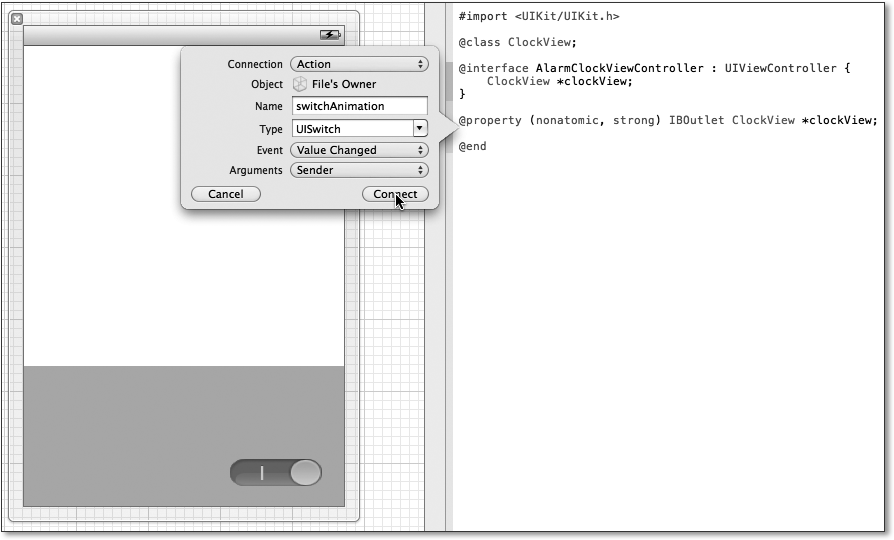 Connection Action
Object File's Owner
Name switchAnimation
Type UISwitch
Event Value Changed
Arguments Sender
Cancel Connect
#import <UIKit/UIKit.h>
@class ClockView;
@interface AlarmClockViewController : UIViewController {
ClockView *clockView;
}
@property (nonatomic, strong) IBOutlet ClockView *clockView;
@end